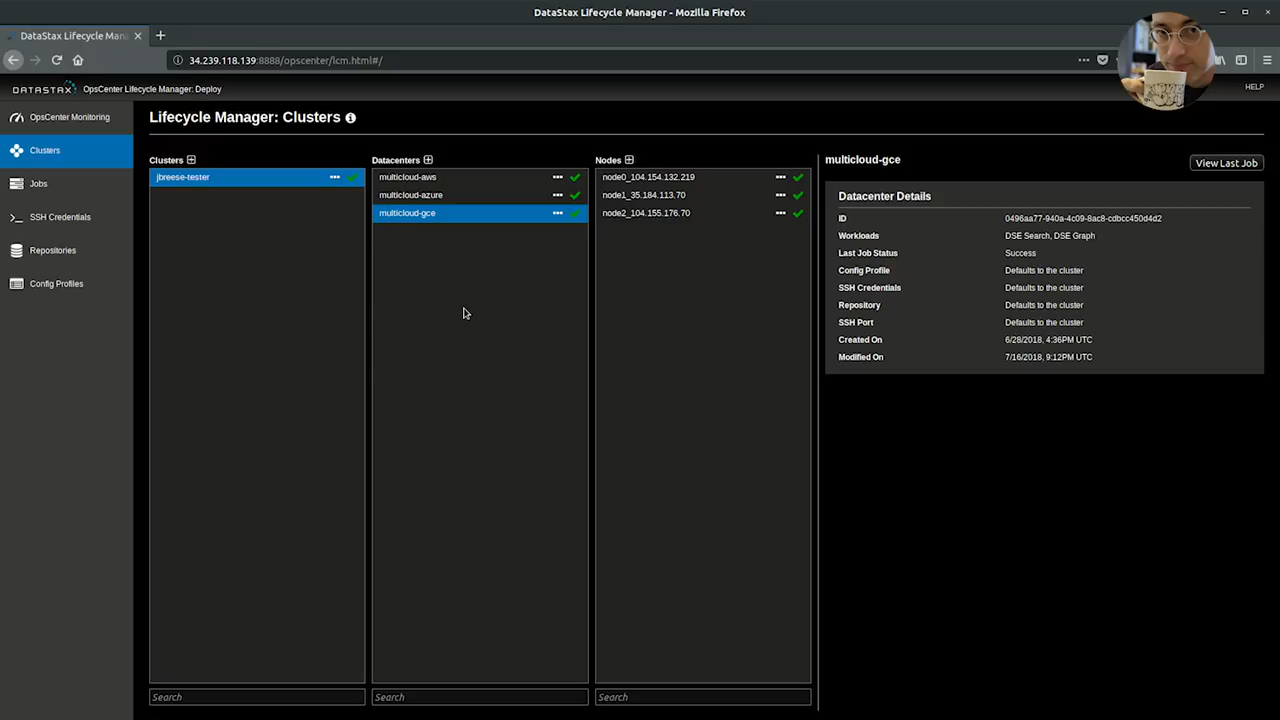 DataStax Lifecycle Manager - Mozilla Firefox
DataStax Lifecycle Mana
34.239.118.139:8888/opscenter/lcm.html#/
DATASTAX
OpsCenter Lifecycle Manager: Deploy
HELP
OpsCenter Monitoring
Clusters
Jobs
SSH Credentials
Repositories
Config Profiles
Lifecycle Manager: Clusters
Clusters
jbreese-tester
Search
Datacenters
multicloud-aws
multicloud-azure
multicloud-gce
Search
Nodes
node0_104.154.132.219
node1_35.184.113.70
node2_104.155.176.70
Search
multicloud-gce
View Last Job
Datacenter Details
ID 0496aa77-940a-4c09-8ac8-cdbcc450d4d2
Workloads DSE Search, DSE Graph
Last Job Status Success
Config Profile Defaults to the cluster
SSH Credentials Defaults to the cluster
Repository Defaults to the cluster
SSH Port Defaults to the cluster
Created On 6/28/2018, 4:36PM UTC
Modified On 7/16/2018, 9:12PM UTC